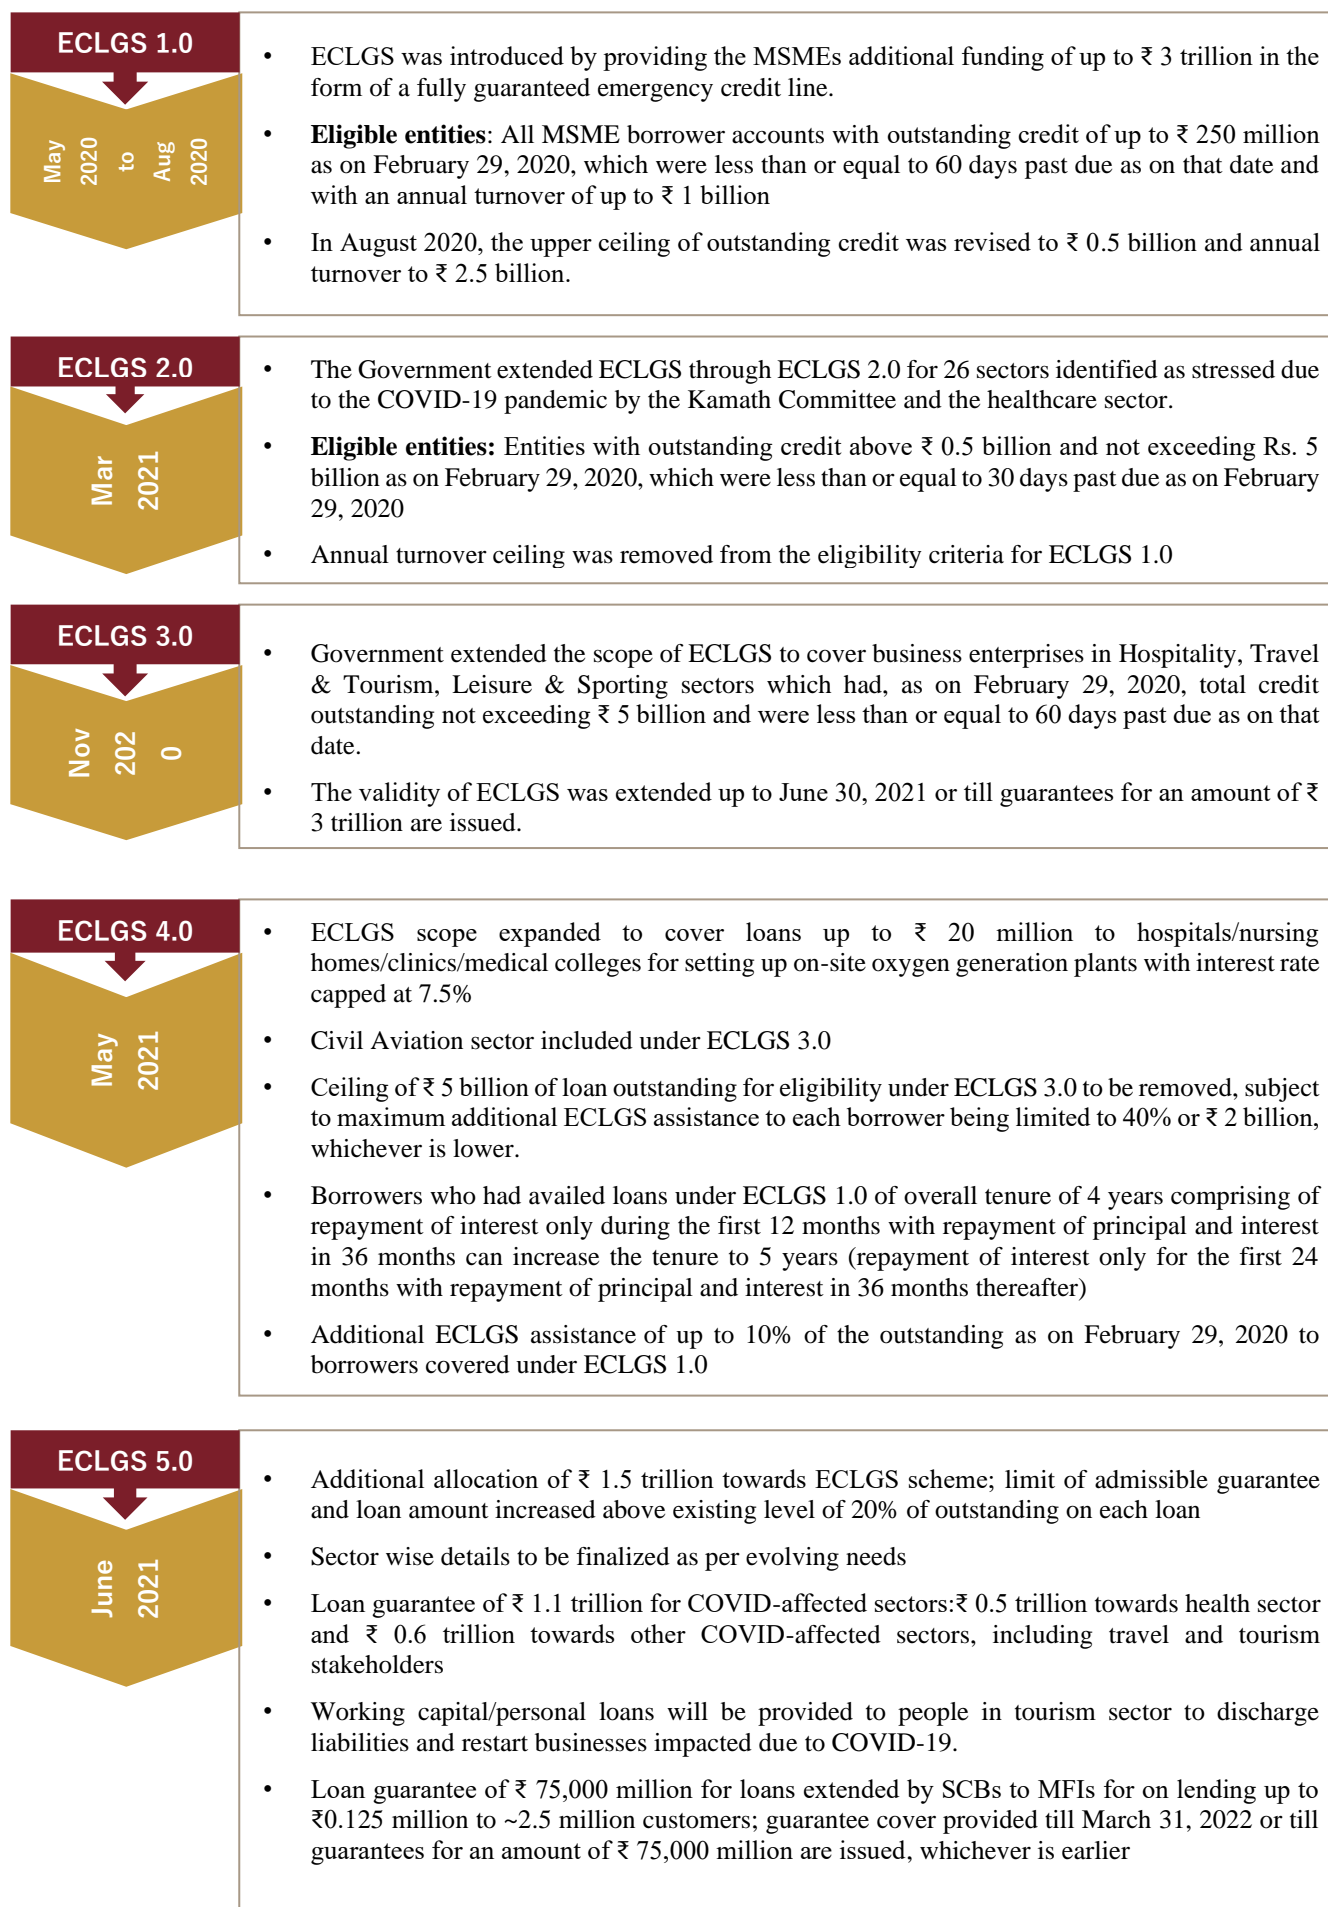 ECLGS 1.0
May
2020
to
Aug
2020
• ECLGS was introduced by providing the MSMEs additional funding of up to ₹ 3 trillion in the
form of a fully guaranteed emergency credit line.
• Eligible entities: All MSME borrower accounts with outstanding credit of up to ₹ 250 million
as on February 29, 2020, which were less than or equal to 60 days past due as on that date and
with an annual turnover of up to ₹ 1 billion
• In August 2020, the upper ceiling of outstanding credit was revised to ₹ 0.5 billion and annual
turnover to ₹ 2.5 billion.
ECLGS 2.0
Mar
2021
• The Government extended ECLGS through ECLGS 2.0 for 26 sectors identified as stressed due
to the COVID-19 pandemic by the Kamath Committee and the healthcare sector.
• Eligible entities: Entities with outstanding credit above ₹ 0.5 billion and not exceeding Rs. 5
billion as on February 29, 2020, which were less than or equal to 30 days past due as on February
29, 2020
• Annual turnover ceiling was removed from the eligibility criteria for ECLGS 1.0
ECLGS 3.0
Nov
202
0
• Government extended the scope of ECLGS to cover business enterprises in Hospitality, Travel
& Tourism, Leisure & Sporting sectors which had, as on February 29, 2020, total credit
outstanding not exceeding ₹ 5 billion and were less than or equal to 60 days past due as on that
date.
• The validity of ECLGS was extended up to June 30, 2021 or till guarantees for an amount of ₹
3 trillion are issued.
ECLGS 4.0
May
2021
• ECLGS scope expanded to cover loans up to ₹ 20 million to hospitals/nursing
homes/clinics/medical colleges for setting up on-site oxygen generation plants with interest rate
capped at 7.5%
• Civil Aviation sector included under ECLGS 3.0
• Ceiling of ₹ 5 billion of loan outstanding for eligibility under ECLGS 3.0 to be removed, subject
to maximum additional ECLGS assistance to each borrower being limited to 40% or ₹ 2 billion,
whichever is lower.
• Borrowers who had availed loans under ECLGS 1.0 of overall tenure of 4 years comprising of
repayment of interest only during the first 12 months with repayment of principal and interest
in 36 months can increase the tenure to 5 years (repayment of interest only for the first 24
months with repayment of principal and interest in 36 months thereafter)
• Additional ECLGS assistance of up to 10% of the outstanding as on February 29, 2020 to
borrowers covered under ECLGS 1.0
ECLGS 5.0
June
2021
• Additional allocation of ₹ 1.5 trillion towards ECLGS scheme; limit of admissible guarantee
and loan amount increased above existing level of 20% of outstanding on each loan
• Sector wise details to be finalized as per evolving needs
• Loan guarantee of ₹ 1.1 trillion for COVID-affected sectors:₹ 0.5 trillion towards health sector
and ₹ 0.6 trillion towards other COVID-affected sectors, including travel and tourism
stakeholders
• Working capital/personal loans will be provided to people in tourism sector to discharge
liabilities and restart businesses impacted due to COVID-19.
• Loan guarantee of ₹ 75,000 million for loans extended by SCBs to MFIs for on lending up to
₹0.125 million to ~2.5 million customers; guarantee cover provided till March 31, 2022 or till
guarantees for an amount of ₹ 75,000 million are issued, whichever is earlier